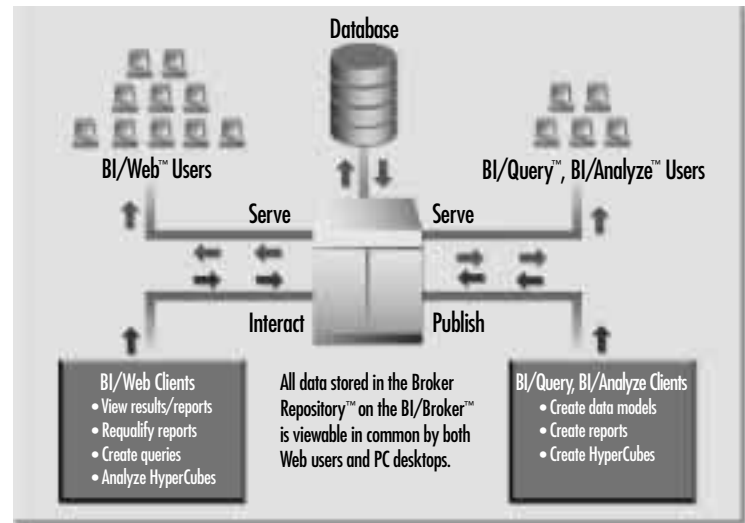 Database
BI/Web™ Users
BI/Query™, BI/Analyze™ Users
Serve
Serve
Interact
Publish
BI/Web Clients
• View results/reports
• Requalify reports
• Create queries
• Analyze HyperCubes
All data stored in the Broker
Repository™ on the BI/Broker™
is viewable in common by both
Web users and PC desktops.
BI/Query, BI/Analyze Clients
• Create data models
• Create reports
• Create HyperCubes